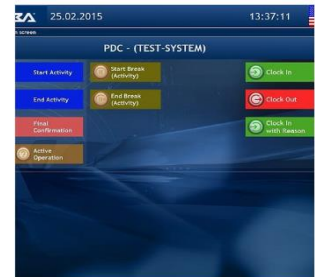 25.02.2015
13:37:11
screen
PDC - (TEST-SYSTEM)
Start Activity
Start Break
(Activity)
Clock In
End Activity
End Break
(Activity)
Clock Out
Final
Confirmation
Clock In
with Reason
Active
Operation